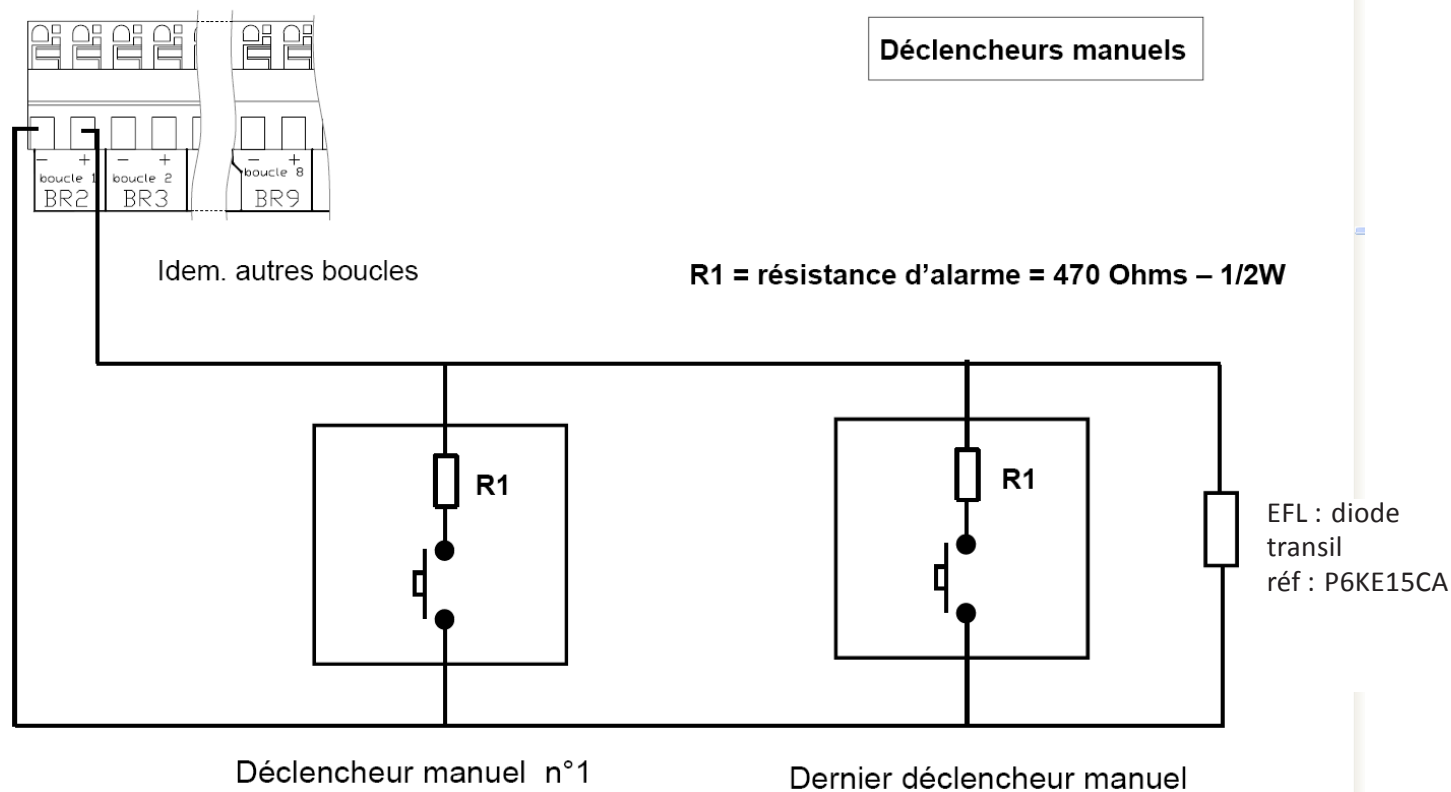 Déclencheurs manuels
- + - + - +
boucle 1 boucle 2 boucle 8
BR2 BR3 BR9
Idem. autres boucles
R1 = résistance d'alarme = 470 Ohms – 1/2W
R1
R1
EFL : diode
transil
réf : P6KE15CA
Déclencheur manuel n°1
Dernier déclencheur manuel